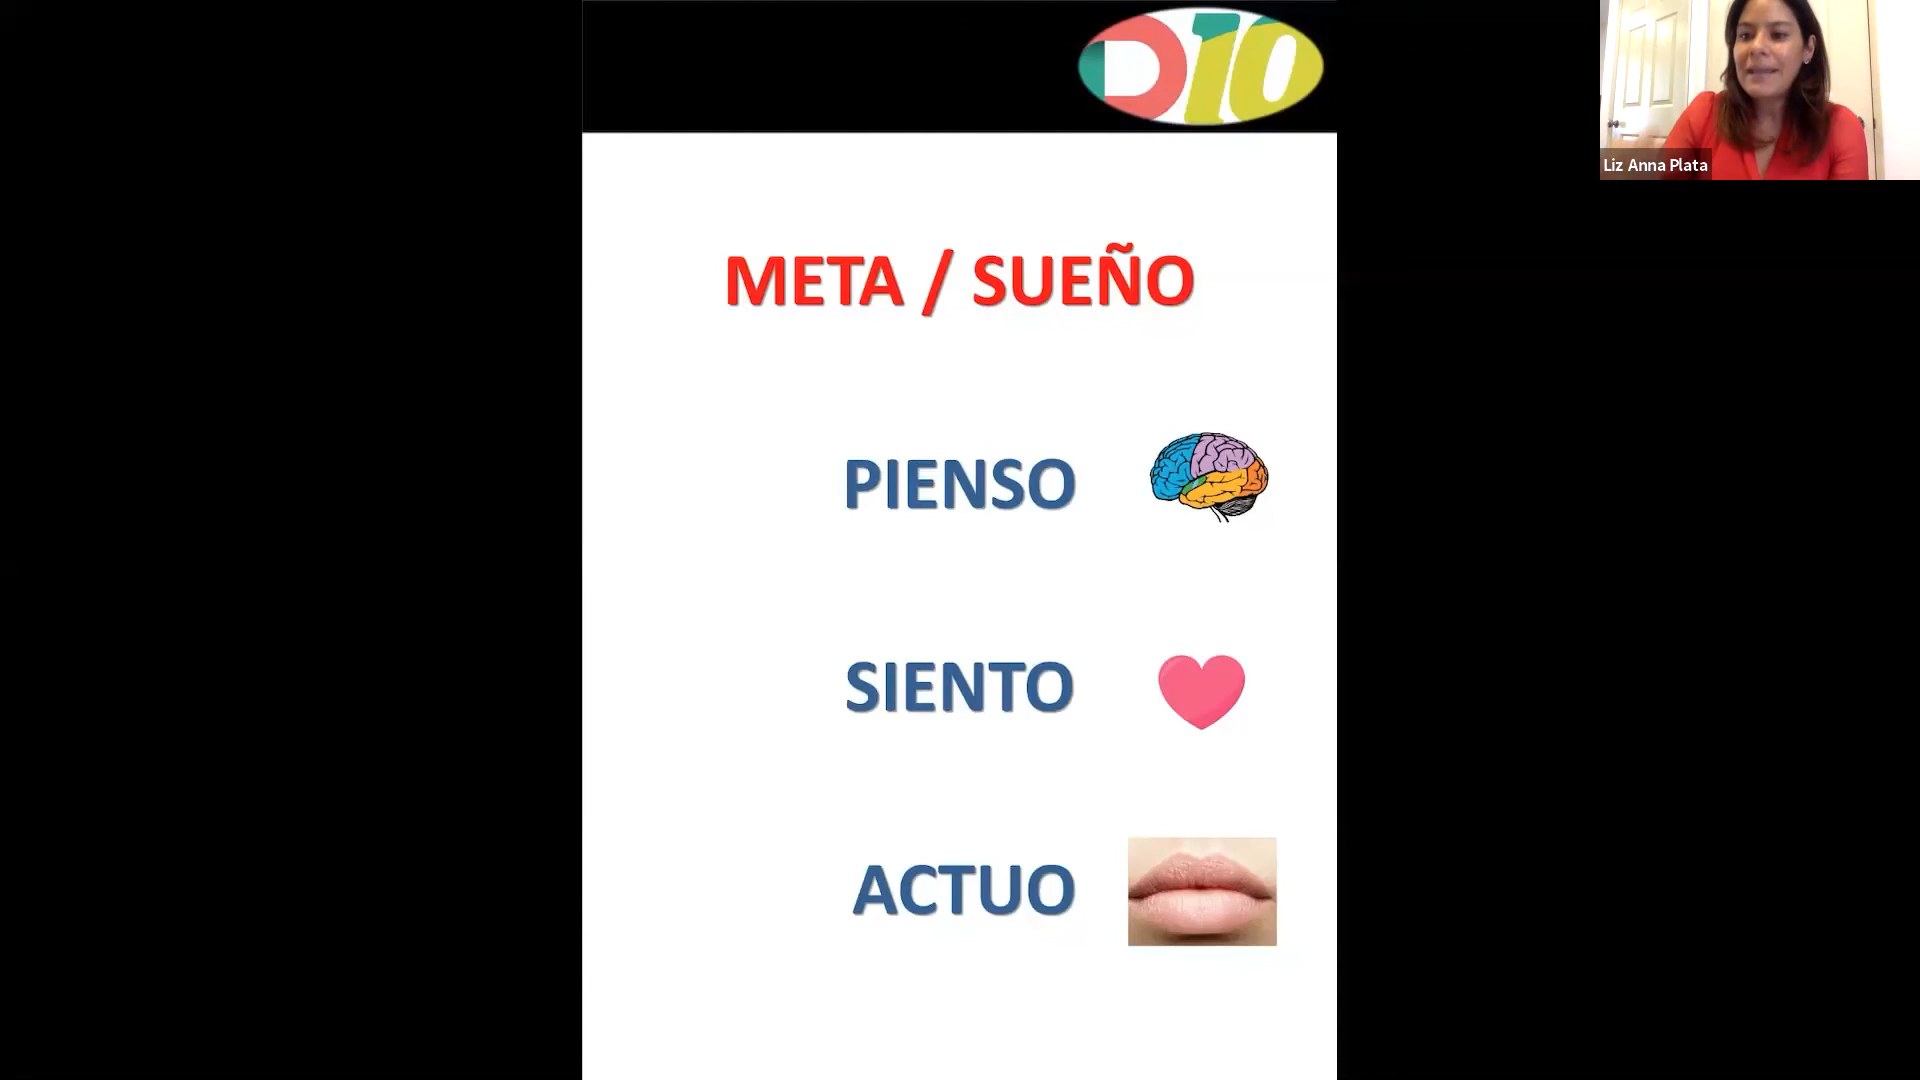 D10
Liz Anna Plata
META / SUEÑO
PIENSO
SIENTO
ACTUO